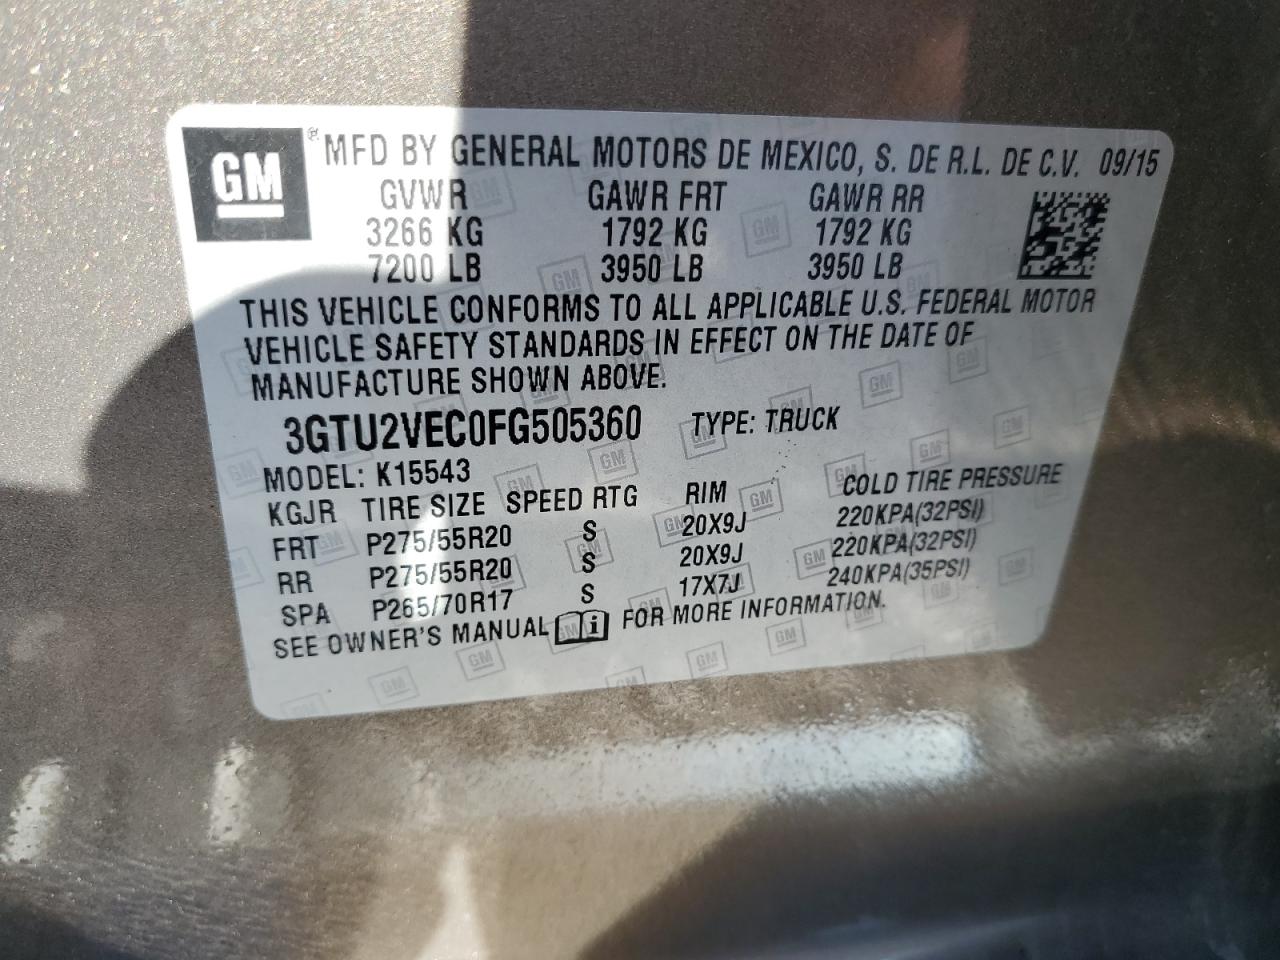 GM ® MFD BY GENERAL MOTORS DE MEXICO, S. DE R.L. DE C.V. 09/15
GVWR GAWR FRT GAWR RR
3266 KG 1792 KG 1792 KG
7200 LB 3950 LB 3950 LB
THIS VEHICLE CONFORMS TO ALL APPLICABLE U.S. FEDERAL MOTOR
VEHICLE SAFETY STANDARDS IN EFFECT ON THE DATE OF
MANUFACTURE SHOWN ABOVE.
3GTU2VEC0FG505360 TYPE: TRUCK
MODEL: K15543
KGJR TIRE SIZE SPEED RTG RIM COLD TIRE PRESSURE
FRT P275/55R20 S 20X9J 220KPA(32PSI)
RR P275/55R20 S 20X9J 220KPA(32PSI)
SPA P265/70R17 S 17X7J 240KPA(35PSI)
SEE OWNER'S MANUAL i FOR MORE INFORMATION.